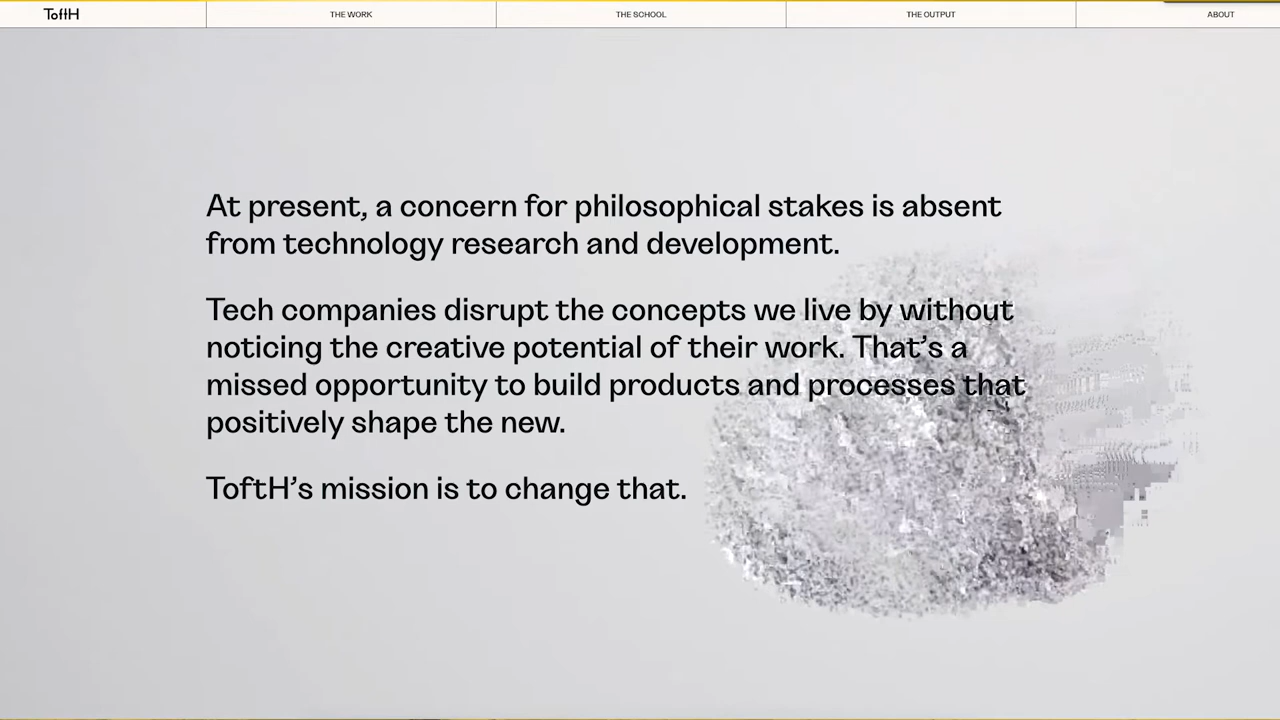 ToftH
THE WORK
THE SCHOOL
THE OUTPUT
ABOUT
At present, a concern for philosophical stakes is absent
from technology research and development.
Tech companies disrupt the concepts we live by without
noticing the creative potential of their work. That’s a
missed opportunity to build products and processes that
positively shape the new.
ToftH’s mission is to change that.